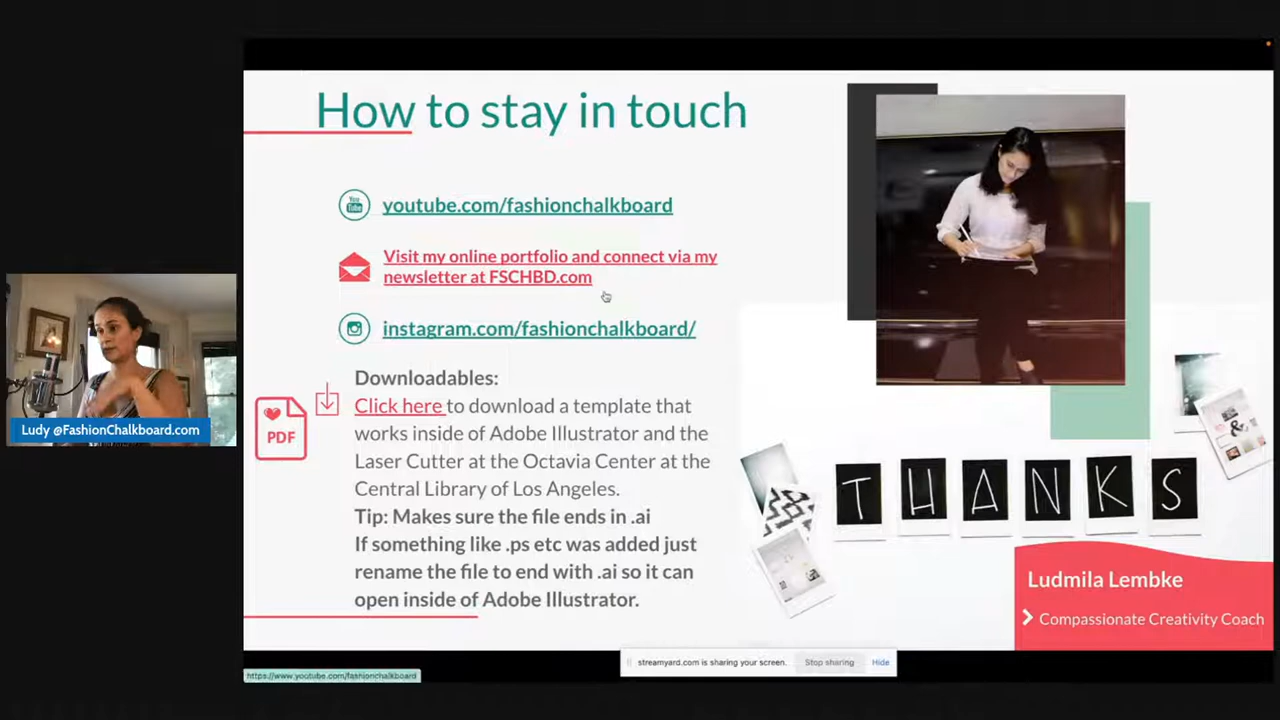 How to stay in touch
You
Tube
youtube.com/fashionchalkboard
Visit my online portfolio and connect via my
newsletter at FSCHBD.com
instagram.com/fashionchalkboard/
Downloadables:
Click here to download a template that
works inside of Adobe Illustrator and the
Laser Cutter at the Octavia Center at the
Central Library of Los Angeles.
Tip: Makes sure the file ends in .ai
If something like .ps etc was added just
rename the file to end with .ai so it can
open inside of Adobe Illustrator.
PDF
Ludy @FashionChalkboard.com
&
THANKS
Ludmila Lembke
Compassionate Creativity Coach
streamyard.com is sharing your screen.
Stop sharing
Hide
https://www.youtube.com/fashionchalkboard